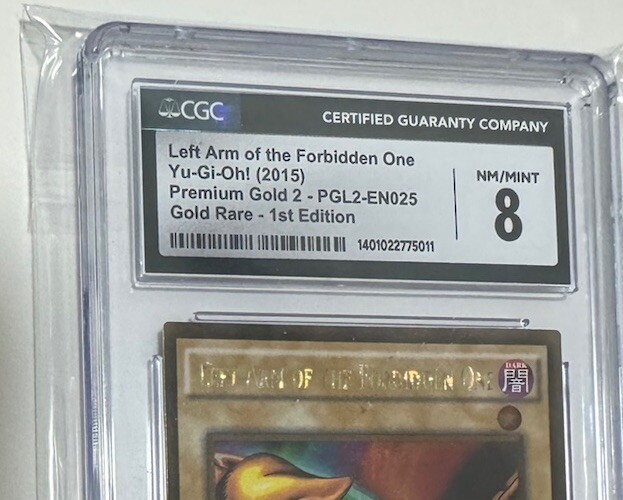 CGC
CERTIFIED GUARANTY COMPANY
Left Arm of the Forbidden One
Yu-Gi-Oh! (2015)
Premium Gold 2 - PGL2-EN025
Gold Rare - 1st Edition
1401022775011
NM/MINT
8
Left Arm of the Forbidden One
DARK
闇